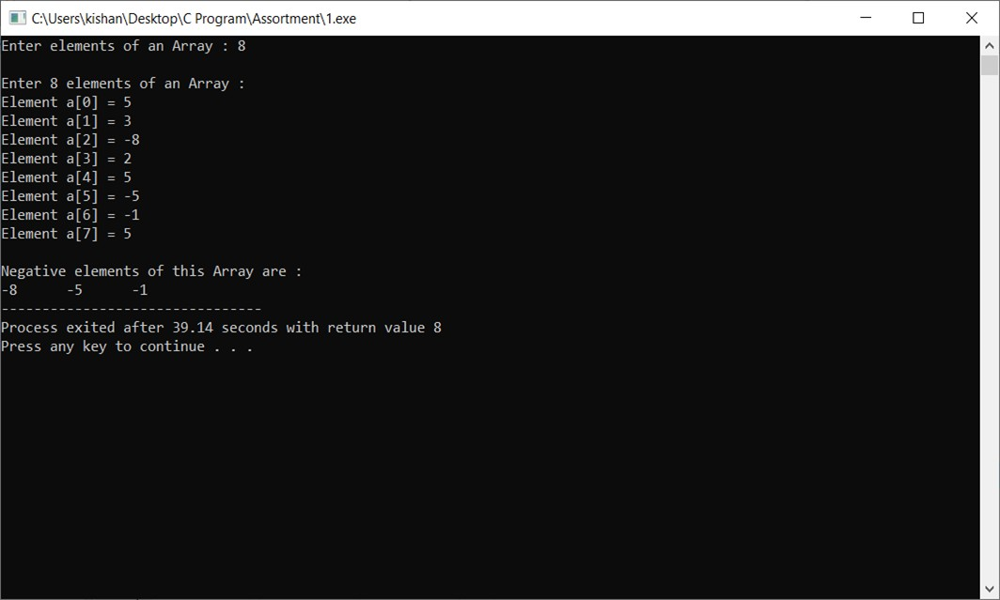 C:\Users\kishan\Desktop\C Program\Assortment\1.exe
Enter elements of an Array : 8

Enter 8 elements of an Array :
Element a[0] = 5
Element a[1] = 3
Element a[2] = -8
Element a[3] = 2
Element a[4] = 5
Element a[5] = -5
Element a[6] = -1
Element a[7] = 5

Negative elements of this Array are :
-8      -5      -1
--------------------------------
Process exited after 39.14 seconds with return value 8
Press any key to continue . . .